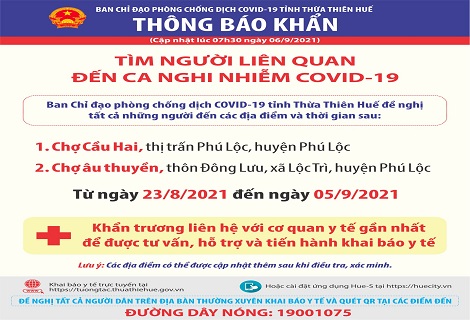 BAN CHỈ ĐẠO PHÒNG CHỐNG DỊCH COVID-19 TỈNH THỪA THIÊN HUẾ
THÔNG BÁO KHẨN
(Cập nhật lúc 07h30 ngày 06/9/2021)
TÌM NGƯỜI LIÊN QUAN
ĐẾN CA NGHI NHIỄM COVID-19
Ban Chỉ đạo phòng chống dịch COVID-19 tỉnh Thừa Thiên Huế đề nghị
tất cả những người đến các địa điểm và thời gian sau:
1. Chợ Cầu Hai, thị trấn Phú Lộc, huyện Phú Lộc
2. Chợ âu thuyền, thôn Đông Lưu, xã Lộc Trì, huyện Phú Lộc
Từ ngày 23/8/2021 đến ngày 05/9/2021
Khẩn trương liên hệ với cơ quan y tế gần nhất
để được tư vấn, hỗ trợ và tiến hành khai báo y tế
Lưu ý: Các địa điểm có thể được cập nhật thêm sau khi điều tra, xác minh.
Khai báo y tế trực tuyến tại
https://tuongtac.thuathienhue.gov.vn
Hoặc cài đặt ứng dụng Hue-S tại https://huecity.vn
ĐỀ NGHỊ TẤT CẢ NGƯỜI DÂN TRÊN ĐỊA BÀN THƯỜNG XUYÊN KHAI BÁO Y TẾ VÀ QUÉT QR TẠI CÁC ĐIỂM ĐẾN
ĐƯỜNG DÂY NÓNG: 19001075